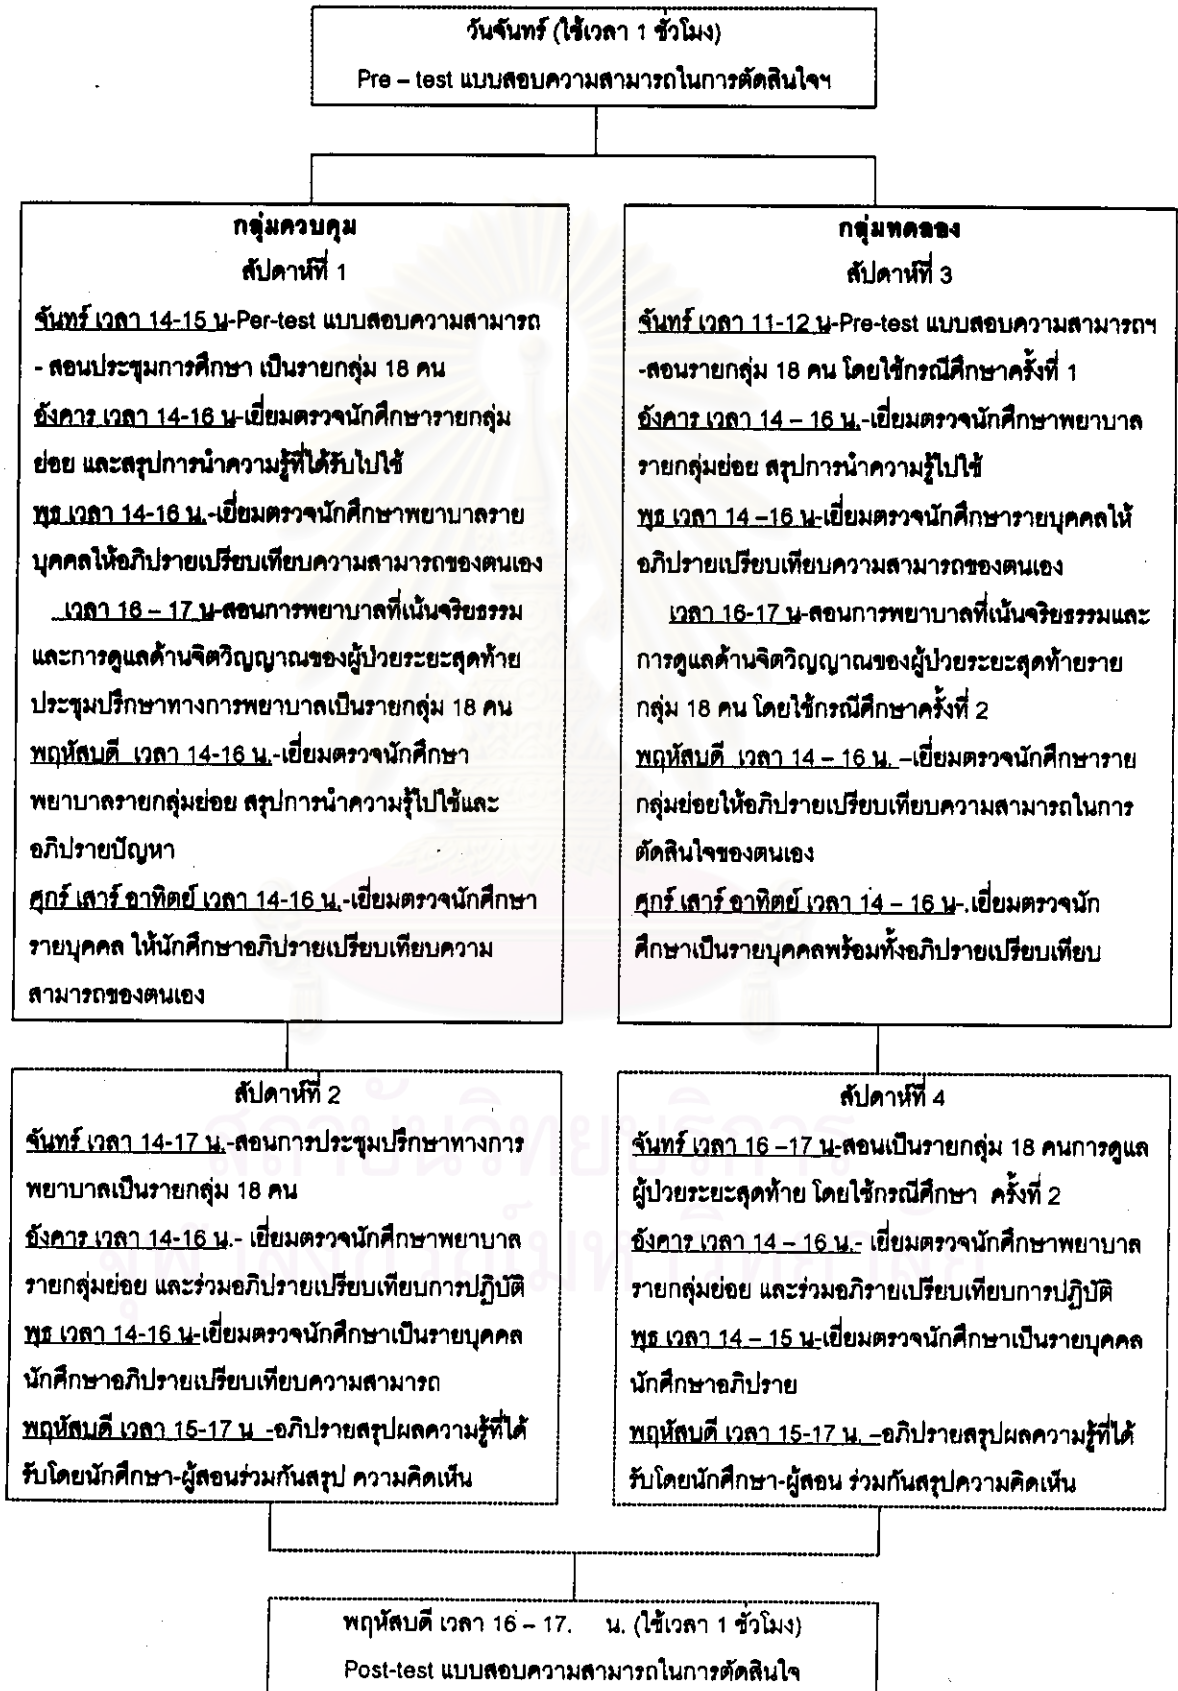 วันจันทร์ (ใช้เวลา 1 ชั่วโมง)
Pre – test แบบสอบความสามารถในการตัดสินใจฯ
กลุ่มควบคุม
สัปดาห์ที่ 1
จันทร์ เวลา 14-15 น-Per-test แบบสอบความสามารถ
- สอนประชุมการศึกษา เป็นรายกลุ่ม 18 คน
อังคาร เวลา 14-16 น-เยี่ยมตรวจนักศึกษารายกลุ่ม
ย่อย และสรุปการนำความรู้ที่ได้รับไปใช้
พุธ เวลา 14-16 น.-เยี่ยมตรวจนักศึกษาพยาบาลราย
บุคคลให้อภิปรายเปรียบเทียบความสามารถของตนเอง
เวลา 16 – 17 น-สอนการพยาบาลที่เน้นจริยธรรม
และการดูแลด้านจิตวิญญาณของผู้ป่วยระยะสุดท้าย
ประชุมปรึกษาทางการพยาบาลเป็นรายกลุ่ม 18 คน
พฤหัสบดี เวลา 14-16 น.-เยี่ยมตรวจนักศึกษา
พยาบาลรายกลุ่มย่อย สรุปการนำความรู้ไปใช้และ
อภิปรายปัญหา
ศุกร์ เสาร์ อาทิตย์ เวลา 14-16 น.-เยี่ยมตรวจนักศึกษา
รายบุคคล ให้นักศึกษาอภิปรายเปรียบเทียบความ
สามารถของตนเอง
กลุ่มทดลอง
สัปดาห์ที่ 3
จันทร์ เวลา 11-12 น-Pre-test แบบสอบความสามารถฯ
-สอนรายกลุ่ม 18 คน โดยใช้กรณีศึกษาครั้งที่ 1
อังคาร เวลา 14 – 16 น.-เยี่ยมตรวจนักศึกษาพยาบาล
รายกลุ่มย่อย สรุปการนำความรู้ไปใช้
พุธ เวลา 14 –16 น-เยี่ยมตรวจนักศึกษารายบุคคลให้
อภิปรายเปรียบเทียบความสามารถของตนเอง
เวลา 16-17 น-สอนการพยาบาลที่เน้นจริยธรรมและ
การดูแลด้านจิตวิญญาณของผู้ป่วยระยะสุดท้ายราย
กลุ่ม 18 คน โดยใช้กรณีศึกษาครั้งที่ 2
พฤหัสบดี เวลา 14 – 16 น. –เยี่ยมตรวจนักศึกษาราย
กลุ่มย่อยให้อภิปรายเปรียบเทียบความสามารถในการ
ตัดสินใจของตนเอง
ศุกร์ เสาร์ อาทิตย์ เวลา 14 – 16 น-.เยี่ยมตรวจนัก
ศึกษาเป็นรายบุคคลพร้อมทั้งอภิปรายเปรียบเทียบ
สัปดาห์ที่ 2
จันทร์ เวลา 14-17 น.-สอนการประชุมปรึกษาทางการ
พยาบาลเป็นรายกลุ่ม 18 คน
อังคาร เวลา 14-16 น.- เยี่ยมตรวจนักศึกษาพยาบาล
รายกลุ่มย่อย และร่วมอภิปรายเปรียบเทียบการปฏิบัติ
พุธ เวลา 14-16 น-เยี่ยมตรวจนักศึกษาเป็นรายบุคคล
นักศึกษาอภิปรายเปรียบเทียบความสามารถ
พฤหัสบดี เวลา 15-17 น -อภิปรายสรุปผลความรู้ที่ได้
รับโดยนักศึกษา-ผู้สอนร่วมกันสรุป ความคิดเห็น
สัปดาห์ที่ 4
จันทร์ เวลา 16 –17 น-สอนเป็นรายกลุ่ม 18 คนการดูแล
ผู้ป่วยระยะสุดท้าย โดยใช้กรณีศึกษา ครั้งที่ 2
อังคาร เวลา 14 – 16 น.- เยี่ยมตรวจนักศึกษาพยาบาล
รายกลุ่มย่อย และร่วมอภิรายเปรียบเทียบการปฏิบัติ
พุธ เวลา 14 – 15 น-เยี่ยมตรวจนักศึกษาเป็นรายบุคคล
นักศึกษาอภิปราย
พฤหัสบดี เวลา 15-17 น. –อภิปรายสรุปผลความรู้ที่ได้
รับโดยนักศึกษา-ผู้สอน ร่วมกันสรุปความคิดเห็น
สถาบันวิทยบริการ
จุฬาลงกรณ์มหาวิทยาลัย
พฤหัสบดี เวลา 16 – 17. น. (ใช้เวลา 1 ชั่วโมง)
Post-test แบบสอบความสามารถในการตัดสินใจ